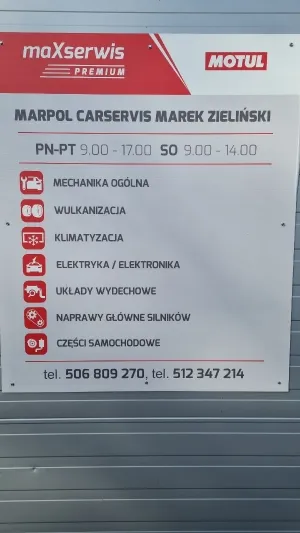 maXserwis
PREMIUM
MOTUL
MARPOL CARSERVIS MAREK ZIELIŃSKI
PN-PT 9.00 - 17.00 SO 9.00 - 14.00
MECHANIKA OGÓLNA
WULKANIZACJA
KLIMATYZACJA
ELEKTRYKA / ELEKTRONIKA
UKŁADY WYDECHOWE
NAPRAWY GŁÓWNE SILNIKÓW
CZĘŚCI SAMOCHODOWE
tel. 506 809 270, tel. 512 347 214